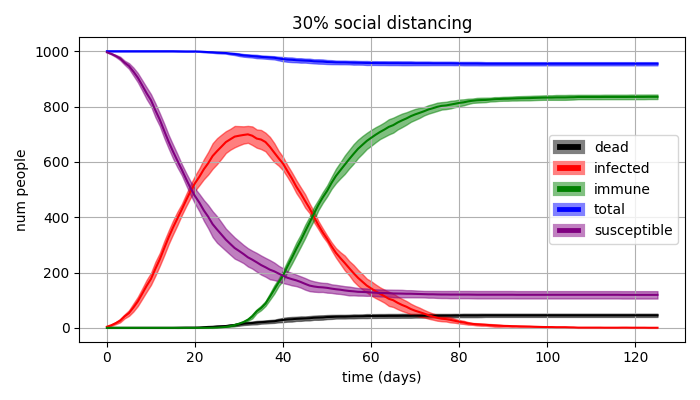 30% social distancing
num people
1000
800
600
400
200
0
0 20 40 60 80 100 120
time (days)
dead
infected
immune
total
susceptible